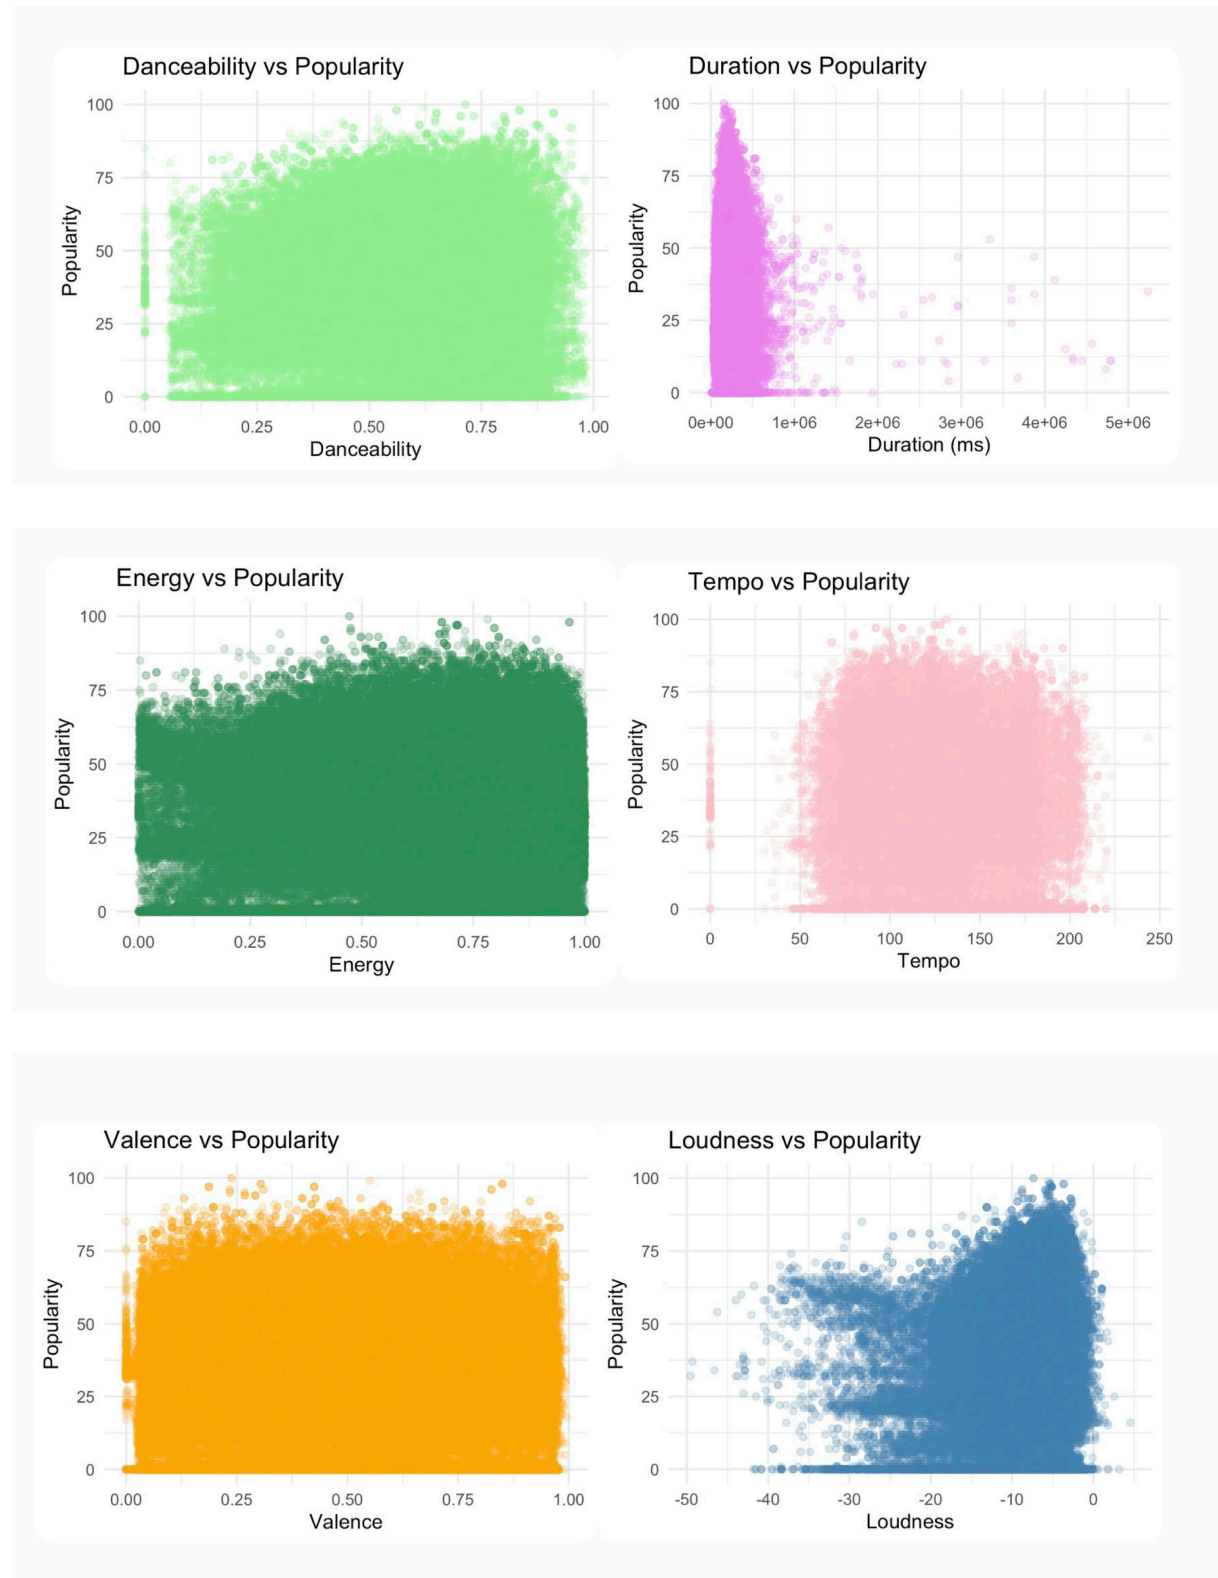 Danceability vs Popularity
100
75
50
25
0
Popularity
0.00 0.25 0.50 0.75 1.00
Danceability
Duration vs Popularity
100
75
50
25
0
Popularity
0e+00 1e+06 2e+06 3e+06 4e+06 5e+06
Duration (ms)
Energy vs Popularity
100
75
50
25
0
Popularity
0.00 0.25 0.50 0.75 1.00
Energy
Tempo vs Popularity
100
75
50
25
0
Popularity
0 50 100 150 200 250
Tempo
Valence vs Popularity
100
75
50
25
0
Popularity
0.00 0.25 0.50 0.75 1.00
Valence
Loudness vs Popularity
100
75
50
25
0
Popularity
-50 -40 -30 -20 -10 0
Loudness